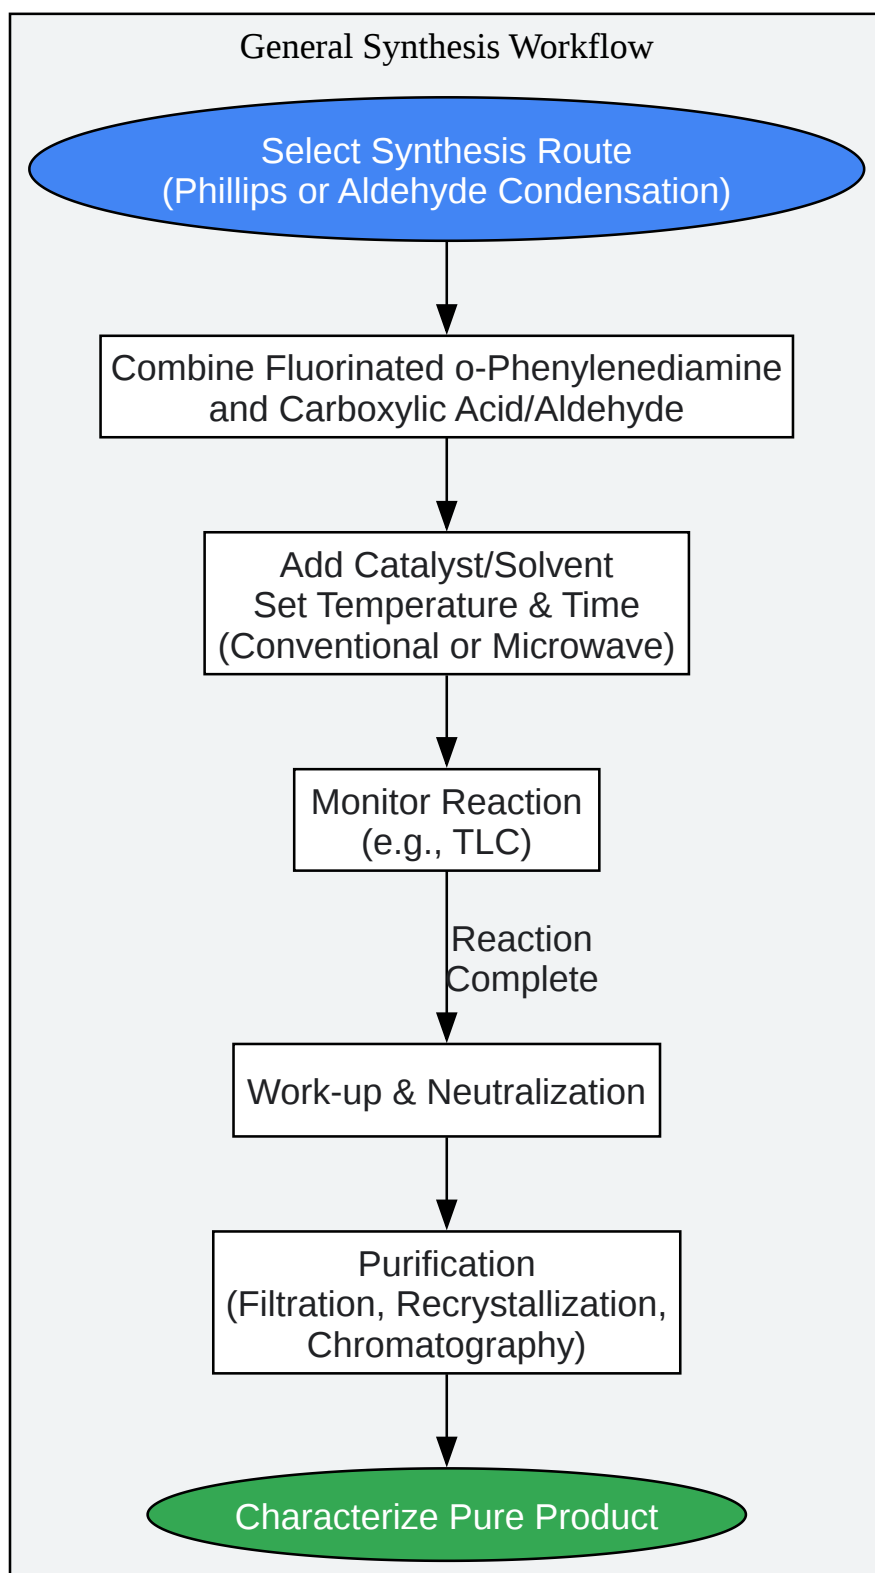 General Synthesis Workflow
Select Synthesis Route
(Phillips or Aldehyde Condensation)
Combine Fluorinated o-Phenylenediamine
and Carboxylic Acid/Aldehyde
Add Catalyst/Solvent
Set Temperature & Time
(Conventional or Microwave)
Monitor Reaction
(e.g., TLC)
Reaction
Complete
Work-up & Neutralization
Purification
(Filtration, Recrystallization,
Chromatography)
Characterize Pure Product